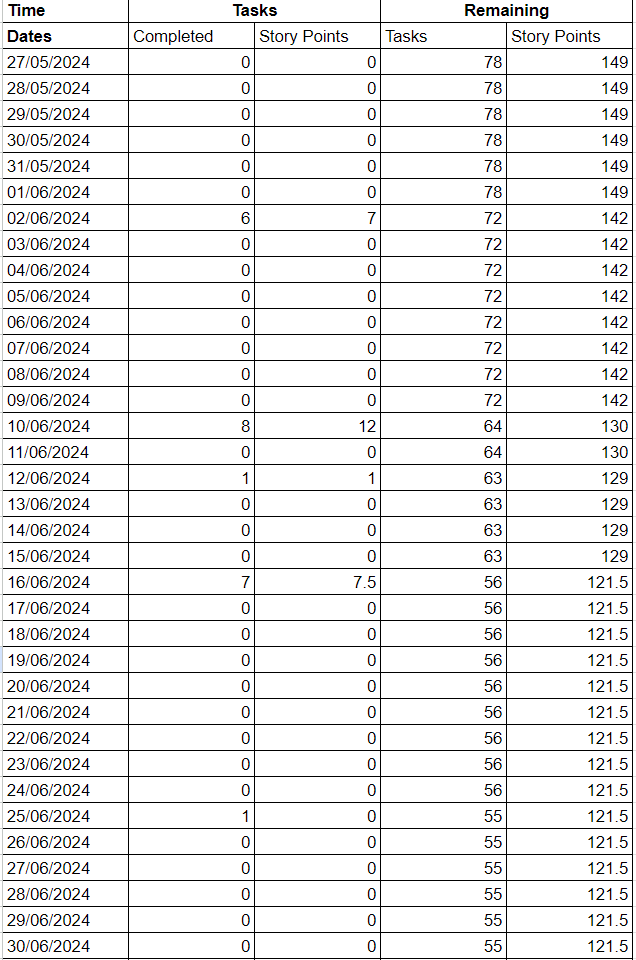 Time Tasks Remaining
Dates Completed Story Points Tasks Story Points
27/05/2024 0 0 78 149
28/05/2024 0 0 78 149
29/05/2024 0 0 78 149
30/05/2024 0 0 78 149
31/05/2024 0 0 78 149
01/06/2024 0 0 78 149
02/06/2024 6 7 72 142
03/06/2024 0 0 72 142
04/06/2024 0 0 72 142
05/06/2024 0 0 72 142
06/06/2024 0 0 72 142
07/06/2024 0 0 72 142
08/06/2024 0 0 72 142
09/06/2024 0 0 72 142
10/06/2024 8 12 64 130
11/06/2024 0 0 64 130
12/06/2024 1 1 63 129
13/06/2024 0 0 63 129
14/06/2024 0 0 63 129
15/06/2024 0 0 63 129
16/06/2024 7 7.5 56 121.5
17/06/2024 0 0 56 121.5
18/06/2024 0 0 56 121.5
19/06/2024 0 0 56 121.5
20/06/2024 0 0 56 121.5
21/06/2024 0 0 56 121.5
22/06/2024 0 0 56 121.5
23/06/2024 0 0 56 121.5
24/06/2024 0 0 56 121.5
25/06/2024 1 0 55 121.5
26/06/2024 0 0 55 121.5
27/06/2024 0 0 55 121.5
28/06/2024 0 0 55 121.5
29/06/2024 0 0 55 121.5
30/06/2024 0 0 55 121.5